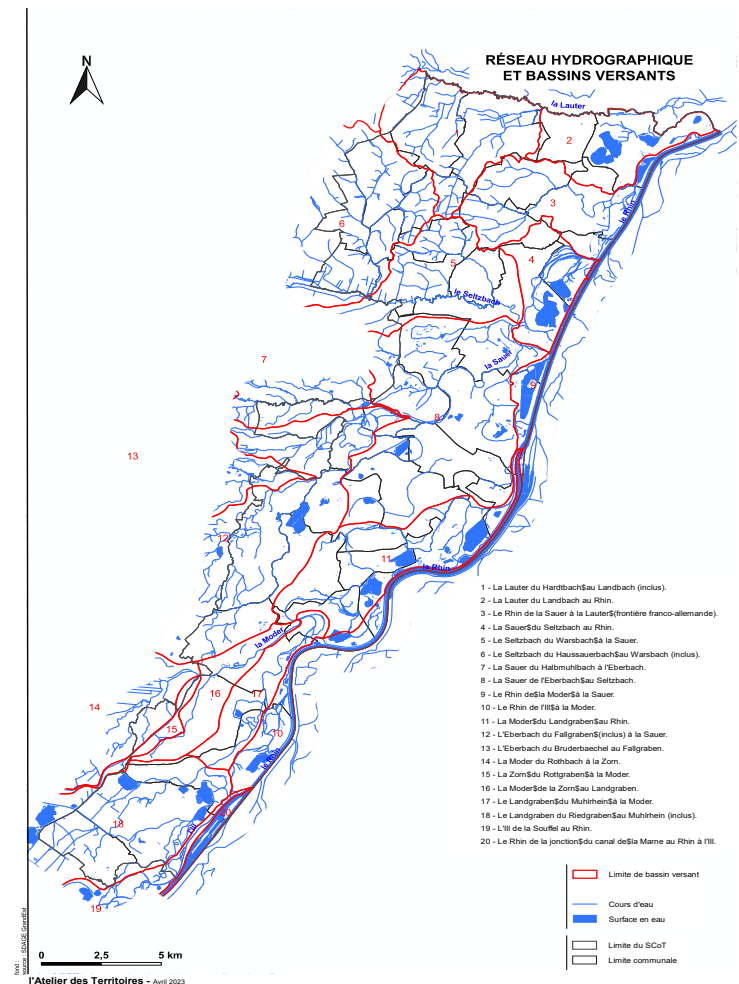 RÉSEAU HYDROGRAPHIQUE
ET BASSINS VERSANTS
N
la Lauter
2
3
le Rhin
6
5
4
le Seltzbach
la Sauer
7
9
8
13
12
11
le Rhin
la Moder
14
16
17
15
10
le Rhin
20
18
l'Ill
19
1 - La Lauter du Hardtbach$au Landbach (inclus).
2 - La Lauter du Landbach au Rhin.
3 - Le Rhin de la Sauer à la Lauter$(frontière franco-allemande).
4 - La Sauer$du Seltzbach au Rhin.
5 - Le Seltzbach du Warsbach$à la Sauer.
6 - Le Seltzbach du Haussauerbach$au Warsbach (inclus).
7 - La Sauer du Halbmuhlbach à l'Eberbach.
8 - La Sauer de l'Eberbach$au Seltzbach.
9 - Le Rhin de$la Moder$à la Sauer.
10 - Le Rhin de l'Ill$à la Moder.
11 - La Moder$du Landgraben$au Rhin.
12 - L'Eberbach du Fallgraben$(inclus) à la Sauer.
13 - L'Eberbach du Bruderbaechel au Fallgraben.
14 - La Moder du Rothbach à la Zorn.
15 - La Zorn$du Rottgraben$à la Moder.
16 - La Moder$de la Zorn$au Landgraben.
17 - Le Landgraben du$Muhlrhein$à la Moder.
18 - Le Landgraben du Riedgraben$au Muhlrhein (inclus).
19 - L'Ill de la Souffel au Rhin.
20 - Le Rhin de la jonction$du canal de$la Marne au Rhin à l'Ill.
Limite de bassin versant
Cours d'eau
Surface en eau
Limite du SCoT
Limite communale
0 2,5 5 km
fond :
source : SDAGE GrandEst
l'Atelier des Territoires - Avril 2023